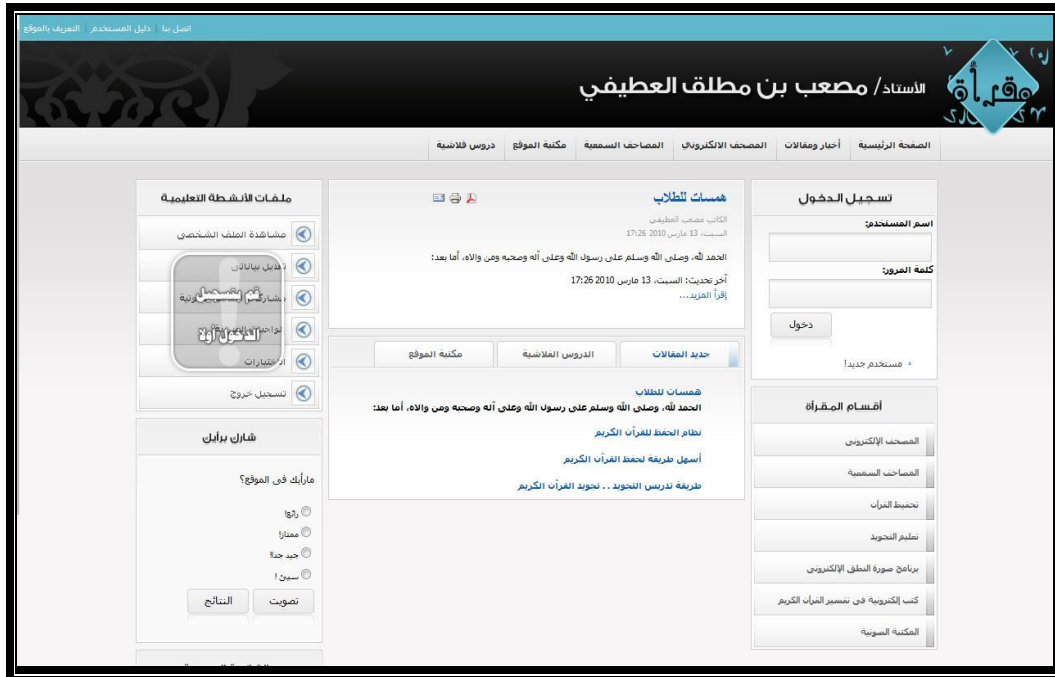 اتصل بنا | دليل المستخدم | التعريف بالموقع
مقرأة
الأستاذ/ مصعب بن مطلق العطيفي
الصفحة الرئيسية أخبار ومقالات المصحف الالكتروني المصاحف السمعية مكتبة الموقع دروس فلاشية
تسجيل الدخول
اسم المستخدم:
كلمة المرور:
دخول
مستخدم جديد!
أقسام المقرأة
المصحف الإلكتروني
المصاحف السمعية
تحفيظ القرآن
تعليم التجويد
برنامج صورة النطق الإلكتروني
كتب إلكترونية في تفسير القرآن الكريم
المكتبة الصوتية
همسات للطلاب
الكاتب مصعب العطيفي
السبت، 13 مارس 2010 17:26
الحمد لله، وصلى الله وسلم على رسول الله وعلى آله وصحبه ومن والاه، أما بعد:
آخر تحديث: السبت، 13 مارس 2010 17:26
إقرأ المزيد...
جديد المقالات
الدروس الفلاشية
مكتبة الموقع
همسات للطلاب
الحمد لله، وصلى الله وسلم على رسول الله وعلى آله وصحبه ومن والاه، أما بعد:
نظام الحفظ للقرآن الكريم
أسهل طريقة لحفظ القرآن الكريم
طريقة تدريس التجويد . . تجويد القرآن الكريم
ملفات الأنشطة التعليمية
مشاهدة الملف الشخصي
تعديل بياناتي
قم بتسجيل
الدخول أولا
الاختبارات
تسجيل خروج
شارك برأيك
مارأيك في الموقع؟
رائع!
ممتاز!
جيد جدا!
سيئ !
تصويت
النتائج